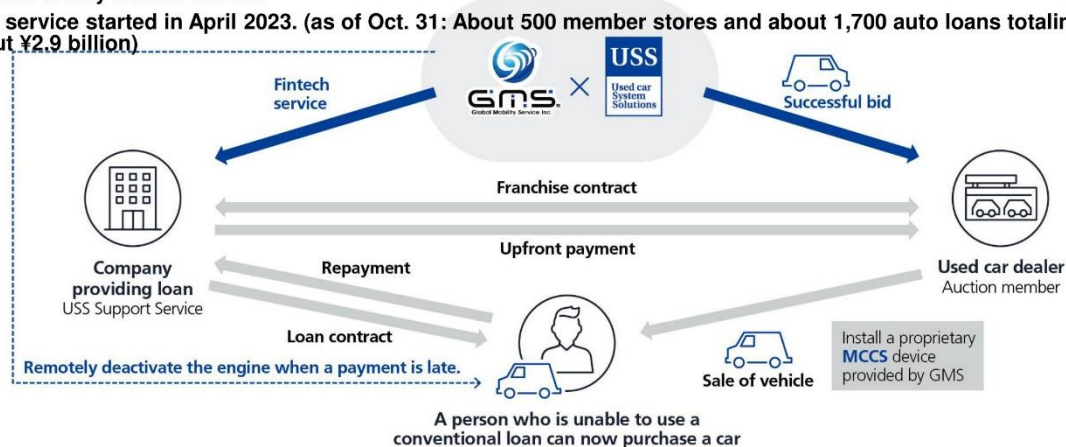 service started in April 2023. (as of Oct. 31: About 500 member stores and about 1,700 auto loans
ut ¥2.9 billion)
GMS.
Global Mobility Service Inc
×
USS
Used car
System
Solutions
Fintech
service
Successful bid
Franchise contract
Upfront payment
Company
providing loan
USS Support Service
Repayment
Loan contract
Used car dealer
Auction member
Remotely deactivate the engine when a payment is late.
Sale of vehicle
Install a proprietary
MCCS device
provided by GMS
A person who is unable to use a
conventional loan can now purchase a car